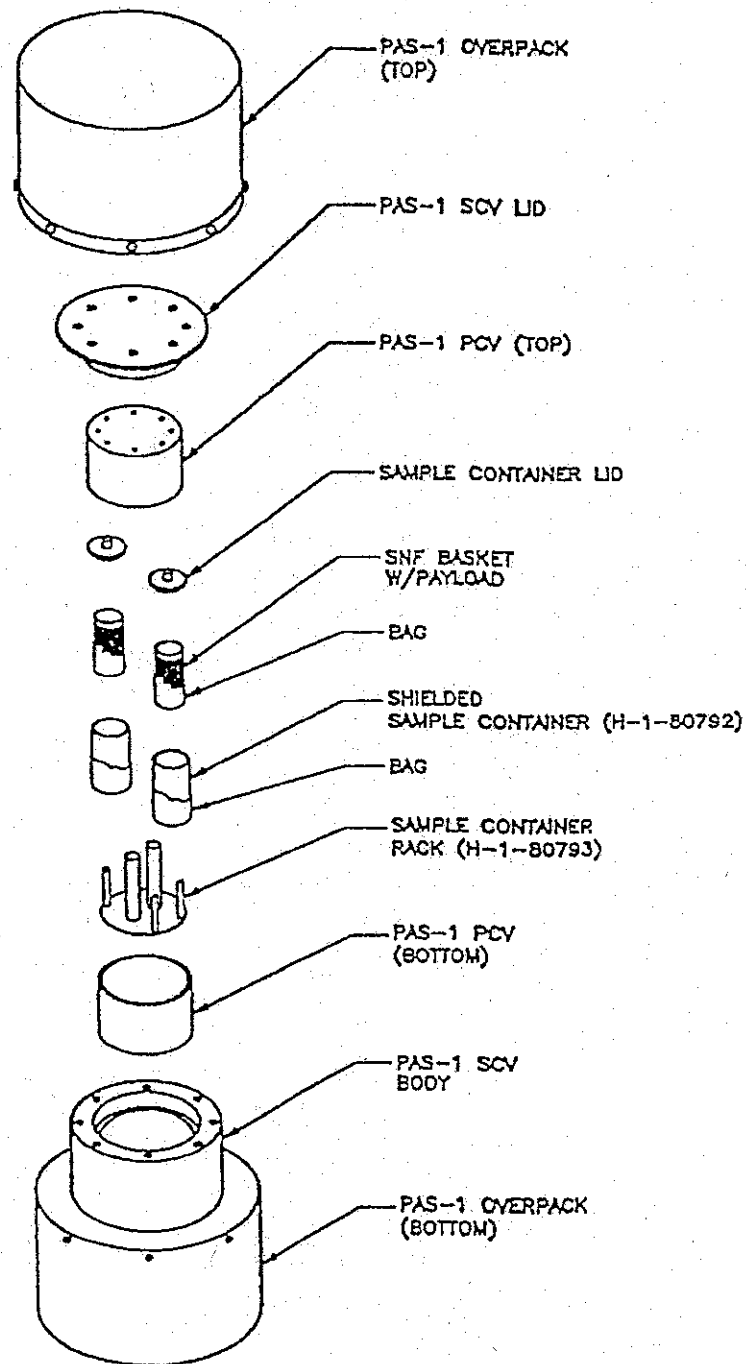 PAS-1 OVERPACK
(TOP)
PAS-1 SCV LID
PAS-1 PCV (TOP)
SAMPLE CONTAINER LID
SNF BASKET
W/PAYLOAD
BAG
SHIELDED
SAMPLE CONTAINER (H-1-80792)
BAG
SAMPLE CONTAINER
RACK (H-1-80793)
PAS-1 PCV
(BOTTOM)
PAS-1 SCV
BODY
PAS-1 OVERPACK
(BOTTOM)